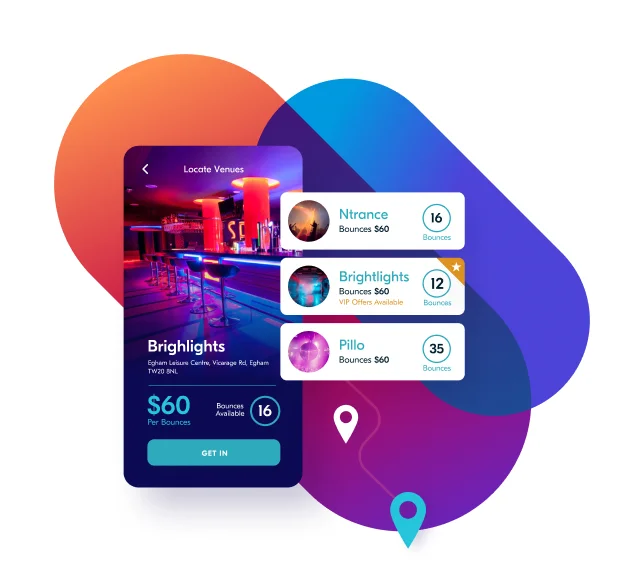 Locate Venues
Brighlights
Egham Leisure Centre, Vicarage Rd, Egham
TW20 8NL
$60
Per Bounces
Bounces
Available
16
GET IN
Ntrance
Bounces $60
16
Bounces
Brightlights
Bounces $60
VIP Offers Available
12
Bounces
Pillo
Bounces $60
35
Bounces